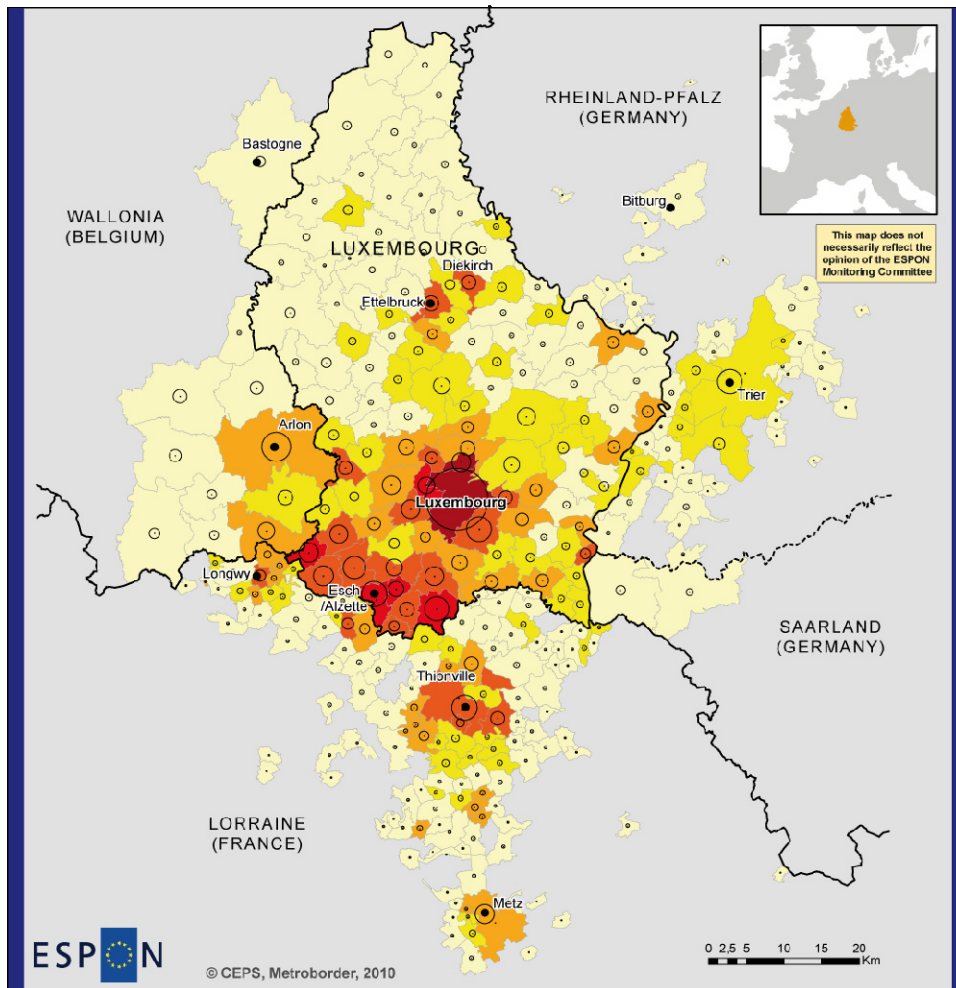 RHEINLAND-PFALZ
(GERMANY)
Bastogne
Bitburg
WALLONIA
(BELGIUM)
This map does not
necessarily reflect the
opinion of the ESPON
Monitoring Committee
LUXEMBOURG
Diekirch
Ettelbruck
Trier
Arlon
Luxembourg
Longwy
Esch
/Alzette
SAARLAND
(GERMANY)
Thionville
LORRAINE
(FRANCE)
Metz
ESPON
© CEPS, Metroborder, 2010
0 2,5 5 10 15 20
Km